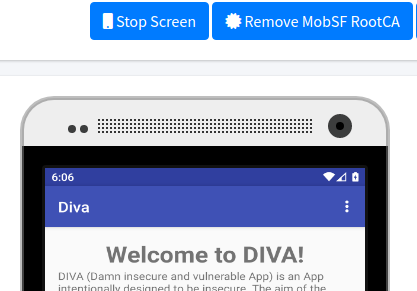 Stop Screen
Remove MobSF RootCA
6:06
Diva
Welcome to DIVA!
DIVA (Damn insecure and vulnerable App) is an App
intentionally designed to be insecure. The aim of the